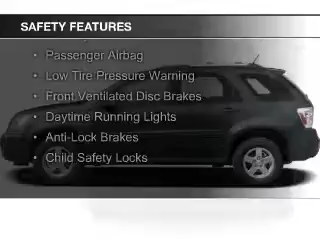 SAFETY FEATURES
• Passenger Airbag
• Low Tire Pressure Warning
• Front Ventilated Disc Brakes
• Daytime Running Lights
• Anti-Lock Brakes
• Child Safety Locks